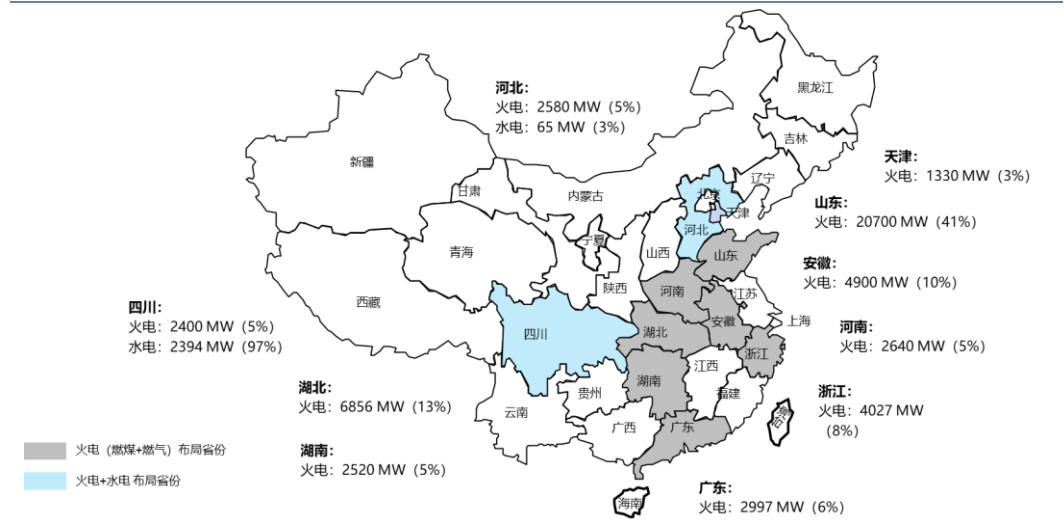 河北：
火电：2580 MW（5%）
水电：65 MW（3%）
黑龙江
吉林
辽宁
天津：
火电：1330 MW（3%）
新疆
甘肃
内蒙古
北京
天津
山东：
火电：20700 MW（41%）
宁夏
山西
河北
山东
青海
安徽：
火电：4900 MW（10%）
西藏
陕西
河南
江苏
四川：
火电：2400 MW（5%）
水电：2394 MW（97%）
四川
湖北
安徽
上海
河南：
火电：2640 MW（5%）
浙江
湖北：
火电：6856 MW（13%）
云南
贵州
湖南
江西
福建
浙江：
火电：4027 MW
（8%）
台湾
广西
广东
火电（燃煤+燃气）布局省份
湖南：
火电：2520 MW（5%）
火电+水电 布局省份
海南
广东：
火电：2997 MW（6%）